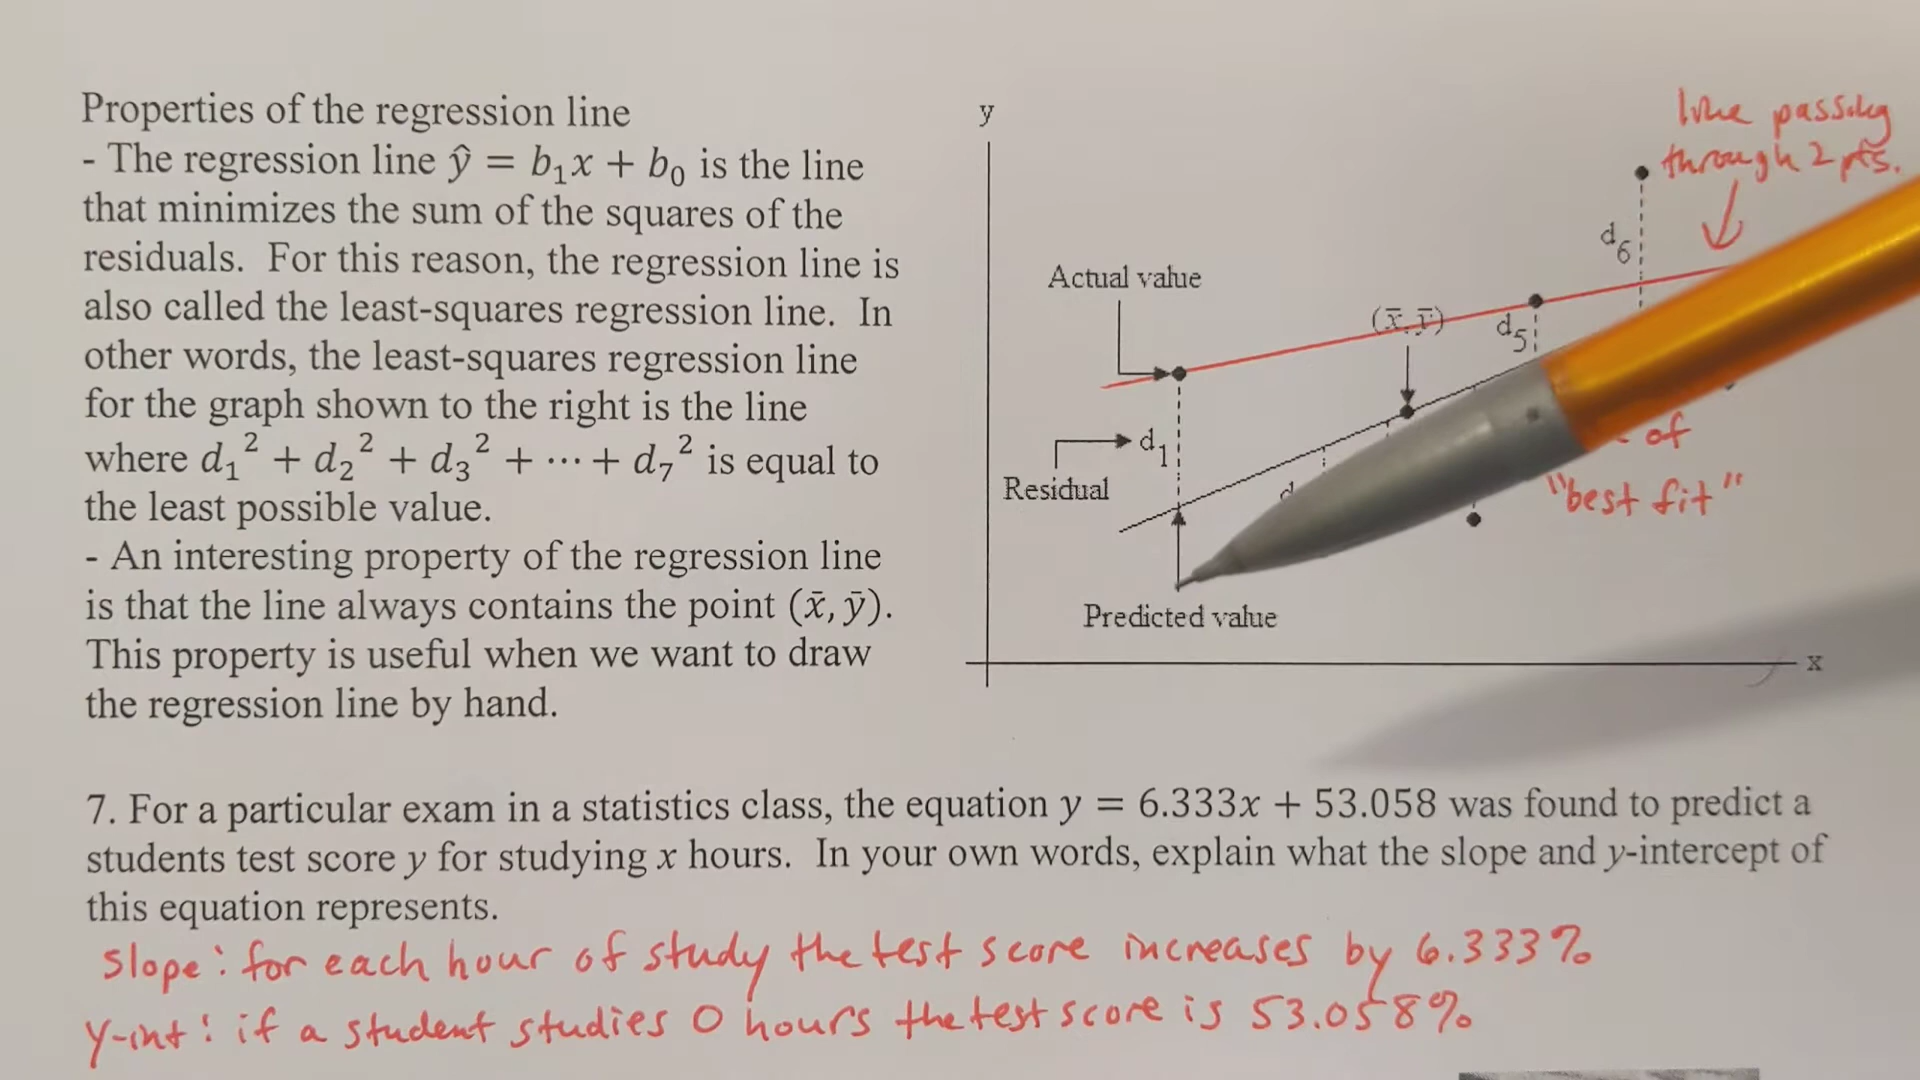 Properties of the regression line
- The regression line ŷ = b₁x + b₀ is the line
that minimizes the sum of the squares of the
residuals. For this reason, the regression line is
also called the least-squares regression line. In
other words, the least-squares regression line
for the graph shown to the right is the line
where d₁² + d₂² + d₃² + ⋯ + d₇² is equal to
the least possible value.
- An interesting property of the regression line
is that the line always contains the point (x̄, ȳ).
This property is useful when we want to draw
the regression line by hand.
y
line passing
through 2 pts.
d₆
Actual value
(x̄, ȳ)
d₅
d₁
Residual
d
of
"best fit"
Predicted value
x
7. For a particular exam in a statistics class, the equation y = 6.333x + 53.058 was found to predict a
students test score y for studying x hours. In your own words, explain what the slope and y-intercept of
this equation represents.
slope: for each hour of study the test score increases by 6.333%
y-int: if a student studies 0 hours the test score is 53.058%